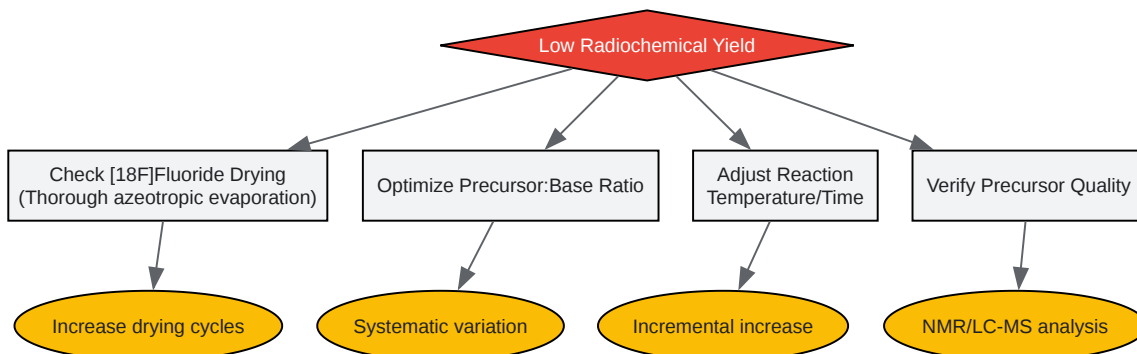 Low Radiochemical Yield
Check [18F]Fluoride Drying
(Thorough azeotropic evaporation)
Optimize Precursor:Base Ratio
Adjust Reaction
Temperature/Time
Verify Precursor Quality
Increase drying cycles
Systematic variation
Incremental increase
NMR/LC-MS analysis